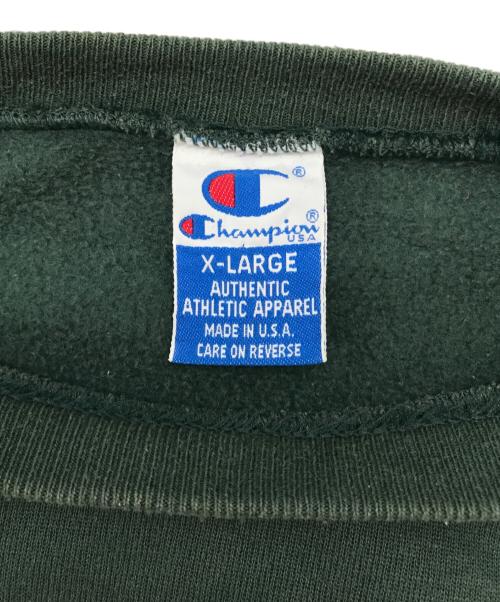 ®
Champion®
USA
X-LARGE
AUTHENTIC
ATHLETIC APPAREL
MADE IN U.S.A.
CARE ON REVERSE